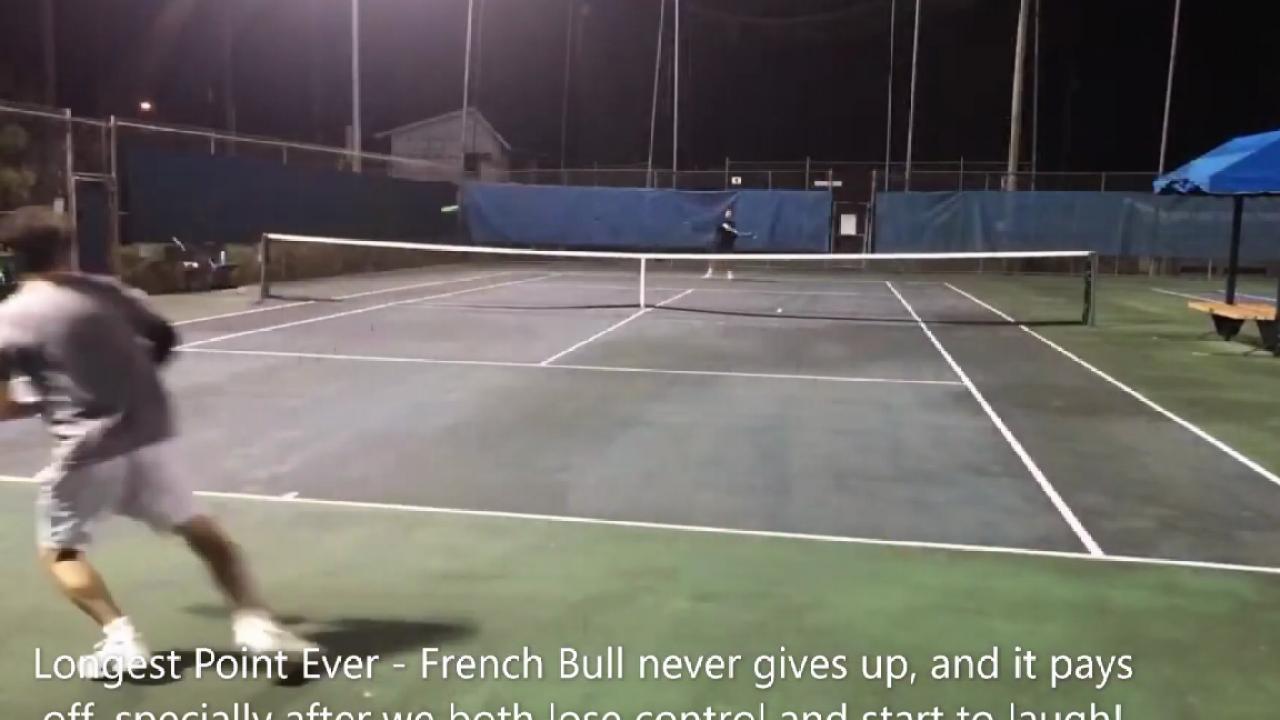 Longest Point Ever - French Bull never gives up, and it pays
off, specially after we both lose control and start to laugh!